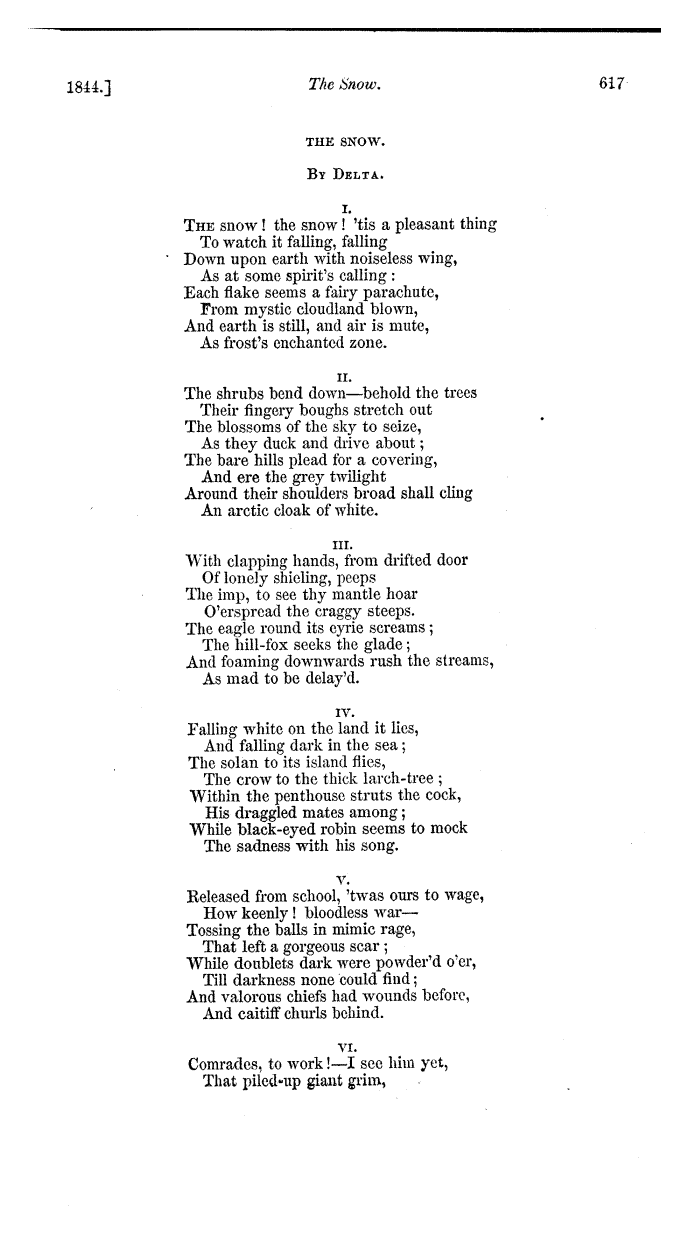 1844.] The Snow. 617
THE SNOW.
BY DELTA.
I.
THE snow ! the snow ! 'tis a pleasant thing
To watch it falling, falling
Down upon earth with noiseless wing,
As at some spirit's calling :
Each flake seems a fairy parachute,
From mystic cloudland blown,
And earth is still, and air is mute,
As frost's enchanted zone.
II.
The shrubs bend down—behold the trees
Their fingery boughs stretch out
The blossoms of the sky to seize,
As they duck and drive about ;
The bare hills plead for a covering,
And ere the grey twilight
Around their shoulders broad shall cling
An arctic cloak of white.
III.
With clapping hands, from drifted door
Of lonely shieling, peeps
The imp, to see thy mantle hoar
O'erspread the craggy steeps.
The eagle round its eyrie screams ;
The hill-fox seeks the glade ;
And foaming downwards rush the streams,
As mad to be delay'd.
IV.
Falling white on the land it lies,
And falling dark in the sea ;
The solan to its island flies,
The crow to the thick larch-tree ;
Within the penthouse struts the cock,
His draggled mates among ;
While black-eyed robin seems to mock
The sadness with his song.
V.
Released from school, 'twas ours to wage,
How keenly ! bloodless war—
Tossing the balls in mimic rage,
That left a gorgeous scar ;
While doublets dark were powder'd o'er,
Till darkness none could find ;
And valorous chiefs had wounds before,
And caitiff churls behind.
VI.
Comrades, to work !—I see him yet,
That piled-up giant grim,